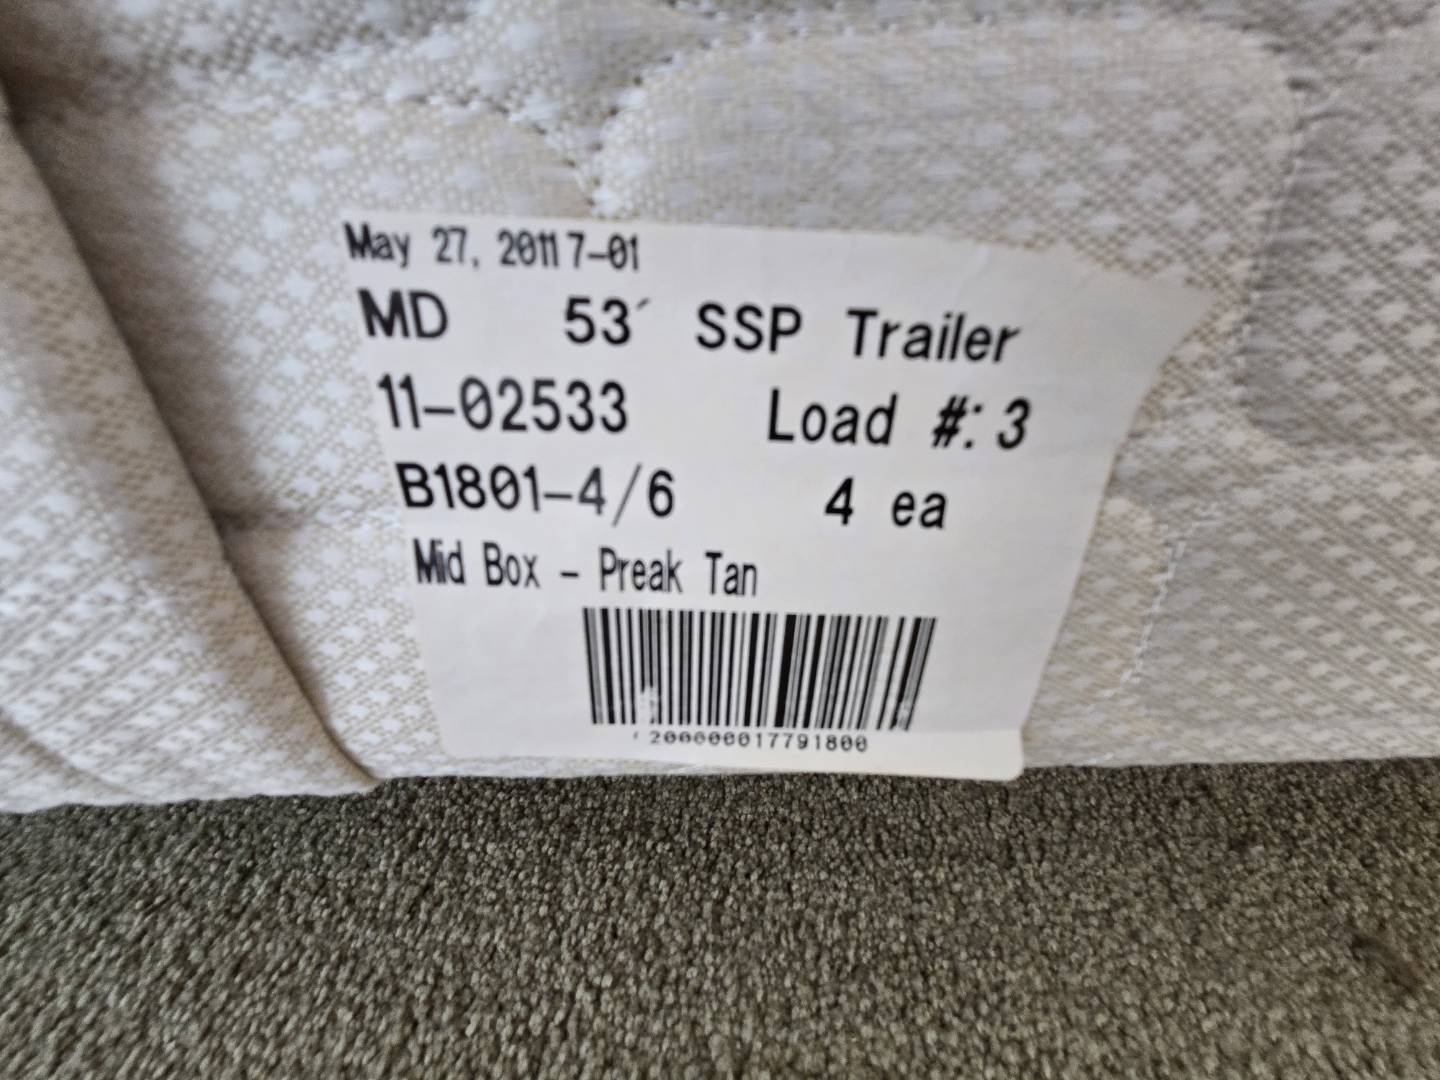 May 27, 2011 7-01
MD 53' SSP Trailer
11-02533 Load #: 3
B1801-4/6 4 ea
Mid Box - Preak Tan
200000017791800